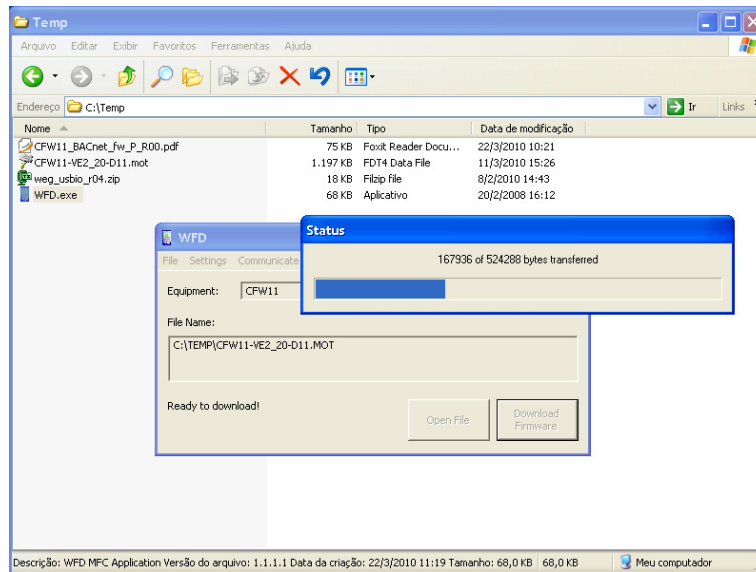 Temp
Arquivo Editar Exibir Favoritos Ferramentas Ajuda
Endereço C:\Temp Ir Links
Nome Tamanho Tipo Data de modificação
CFW11_BACnet_fw_P_R00.pdf 75 KB Foxit Reader Docu... 22/3/2010 10:21
CFW11-VE2_20-D11.mot 1.197 KB FDT4 Data File 11/3/2010 15:26
weg_usbio_r04.zip 18 KB Filzip file 8/2/2010 14:43
WFD.exe 68 KB Aplicativo 20/2/2008 16:12
WFD
File Settings Communicate
Status
167936 of 524288 bytes transferred
Equipment: CFW11
File Name:
C:\TEMP\CFW11-VE2_20-D11.MOT
Ready to download!
Open File
Download
Firmware
Descrição: WFD MFC Application Versão do arquivo: 1.1.1.1 Data da criação: 22/3/2010 11:19 Tamanho: 68,0 KB 68,0 KB Meu computador